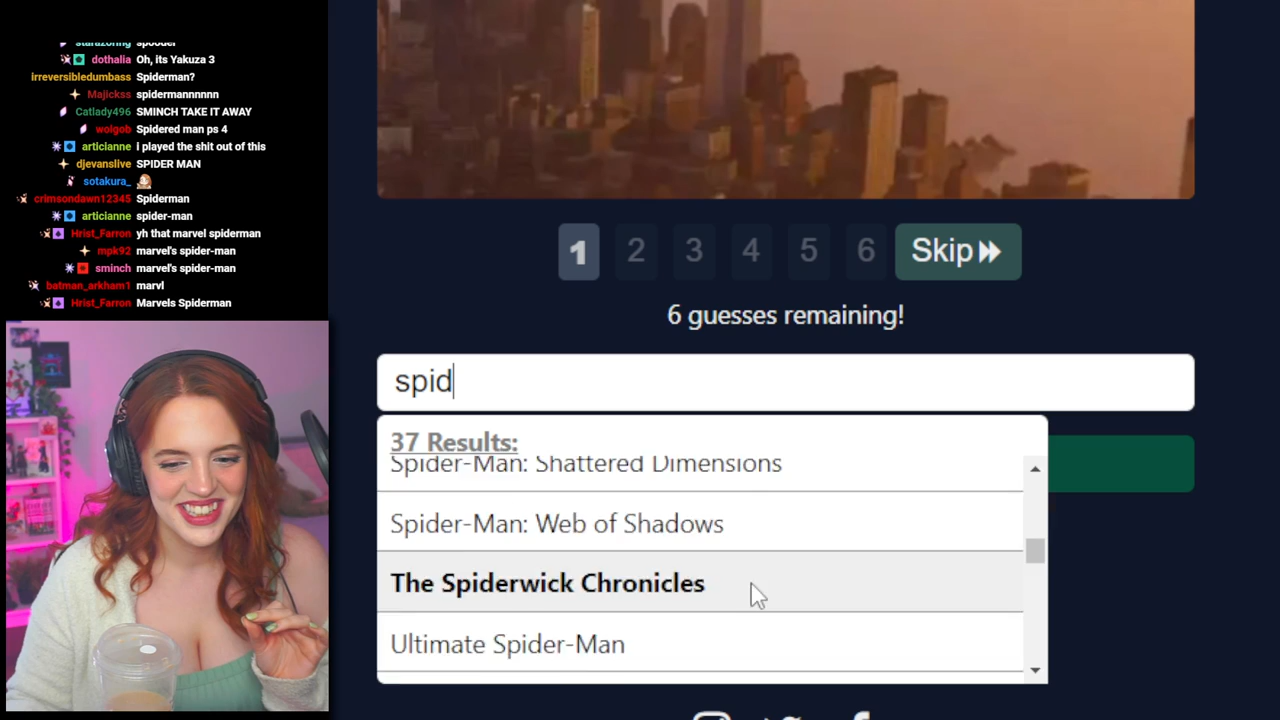 starazoring spooder
dothalia Oh, its Yakuza 3
irreversibledumbass Spiderman?
Majickss spidermannnnnn
Catlady496 SMINCH TAKE IT AWAY
wolgob Spidered man ps 4
articianne i played the shit out of this
djevanslive SPIDER MAN
sotakura_
crimsondawn12345 Spiderman
articianne spider-man
Hrist_Farron yh that marvel spiderman
mpk92 marvel's spider-man
sminch marvel's spider-man
batman_arkham1 marvl
Hrist_Farron Marvels Spiderman
1 2 3 4 5 6 Skip
6 guesses remaining!
spid
37 Results:
Spider-Man: Shattered Dimensions
Spider-Man: Web of Shadows
The Spiderwick Chronicles
Ultimate Spider-Man